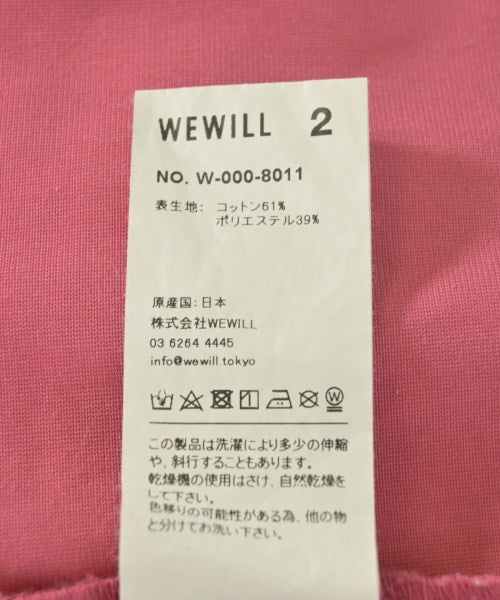 WEWILL 2
NO. W-000-8011
表生地: コットン61%
ポリエステル39%
原産国:日本
株式会社WEWILL
03 6264 4445
info@wewill.tokyo
この製品は洗濯により多少の伸縮
や、斜行することもあります。
乾燥機の使用はさけ、自然乾燥を
して下さい。
色移りの可能性がある為、他の物
と分けてお洗い下さい。